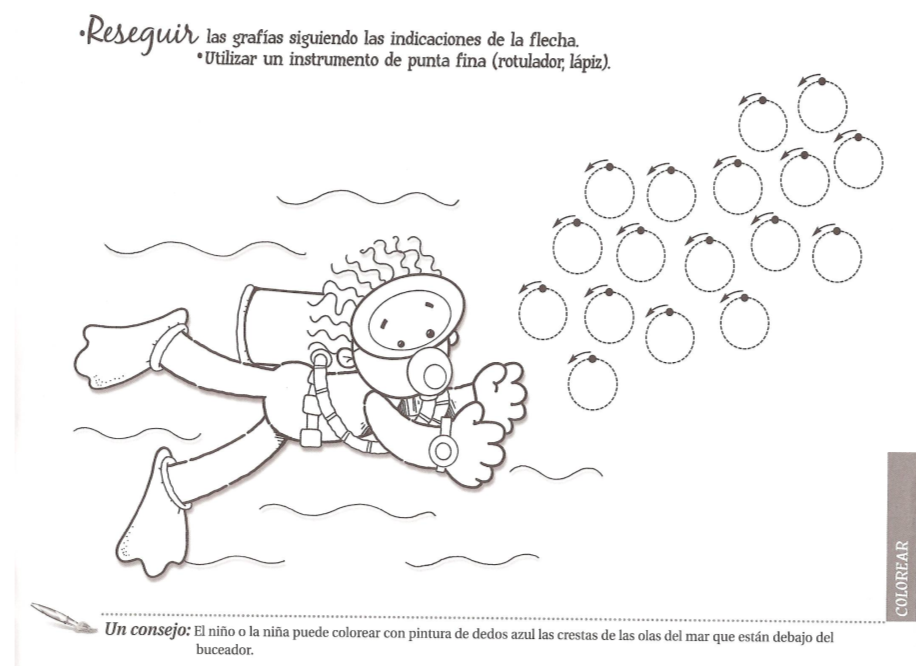 •Reseguir las grafías siguiendo las indicaciones de la flecha.
•Utilizar un instrumento de punta fina (rotulador, lápiz).
COLOREAR
Un consejo: El niño o la niña puede colorear con pintura de dedos azul las crestas de las olas del mar que están debajo del
buceador.